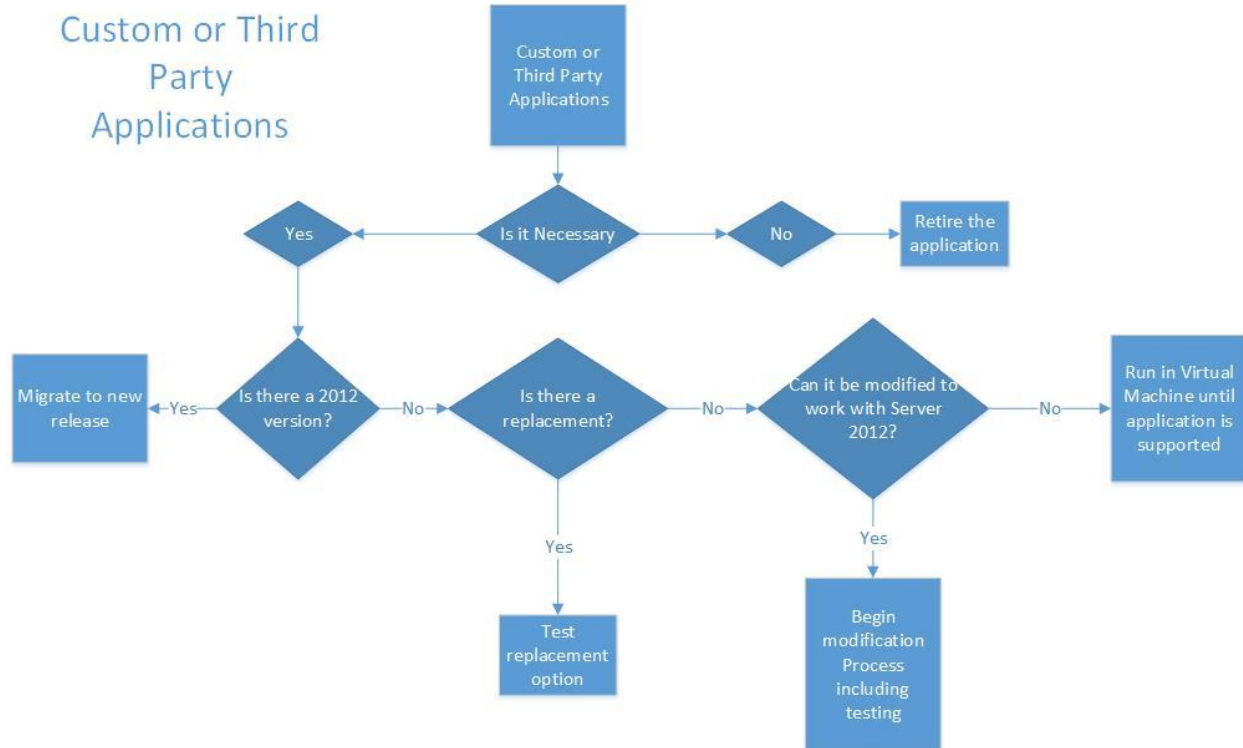 Custom or Third
Party
Applications
Custom or
Third Party
Applications
Yes
Is it Necessary
No
Retire the
application
Migrate to new
release
Yes
Is there a 2012
version?
No
Is there a
replacement?
No
Can it be modified to
work with Server
2012?
No
Run in Virtual
Machine until
application is
supported
Yes
Test
replacement
option
Yes
Begin
modification
Process
including
testing